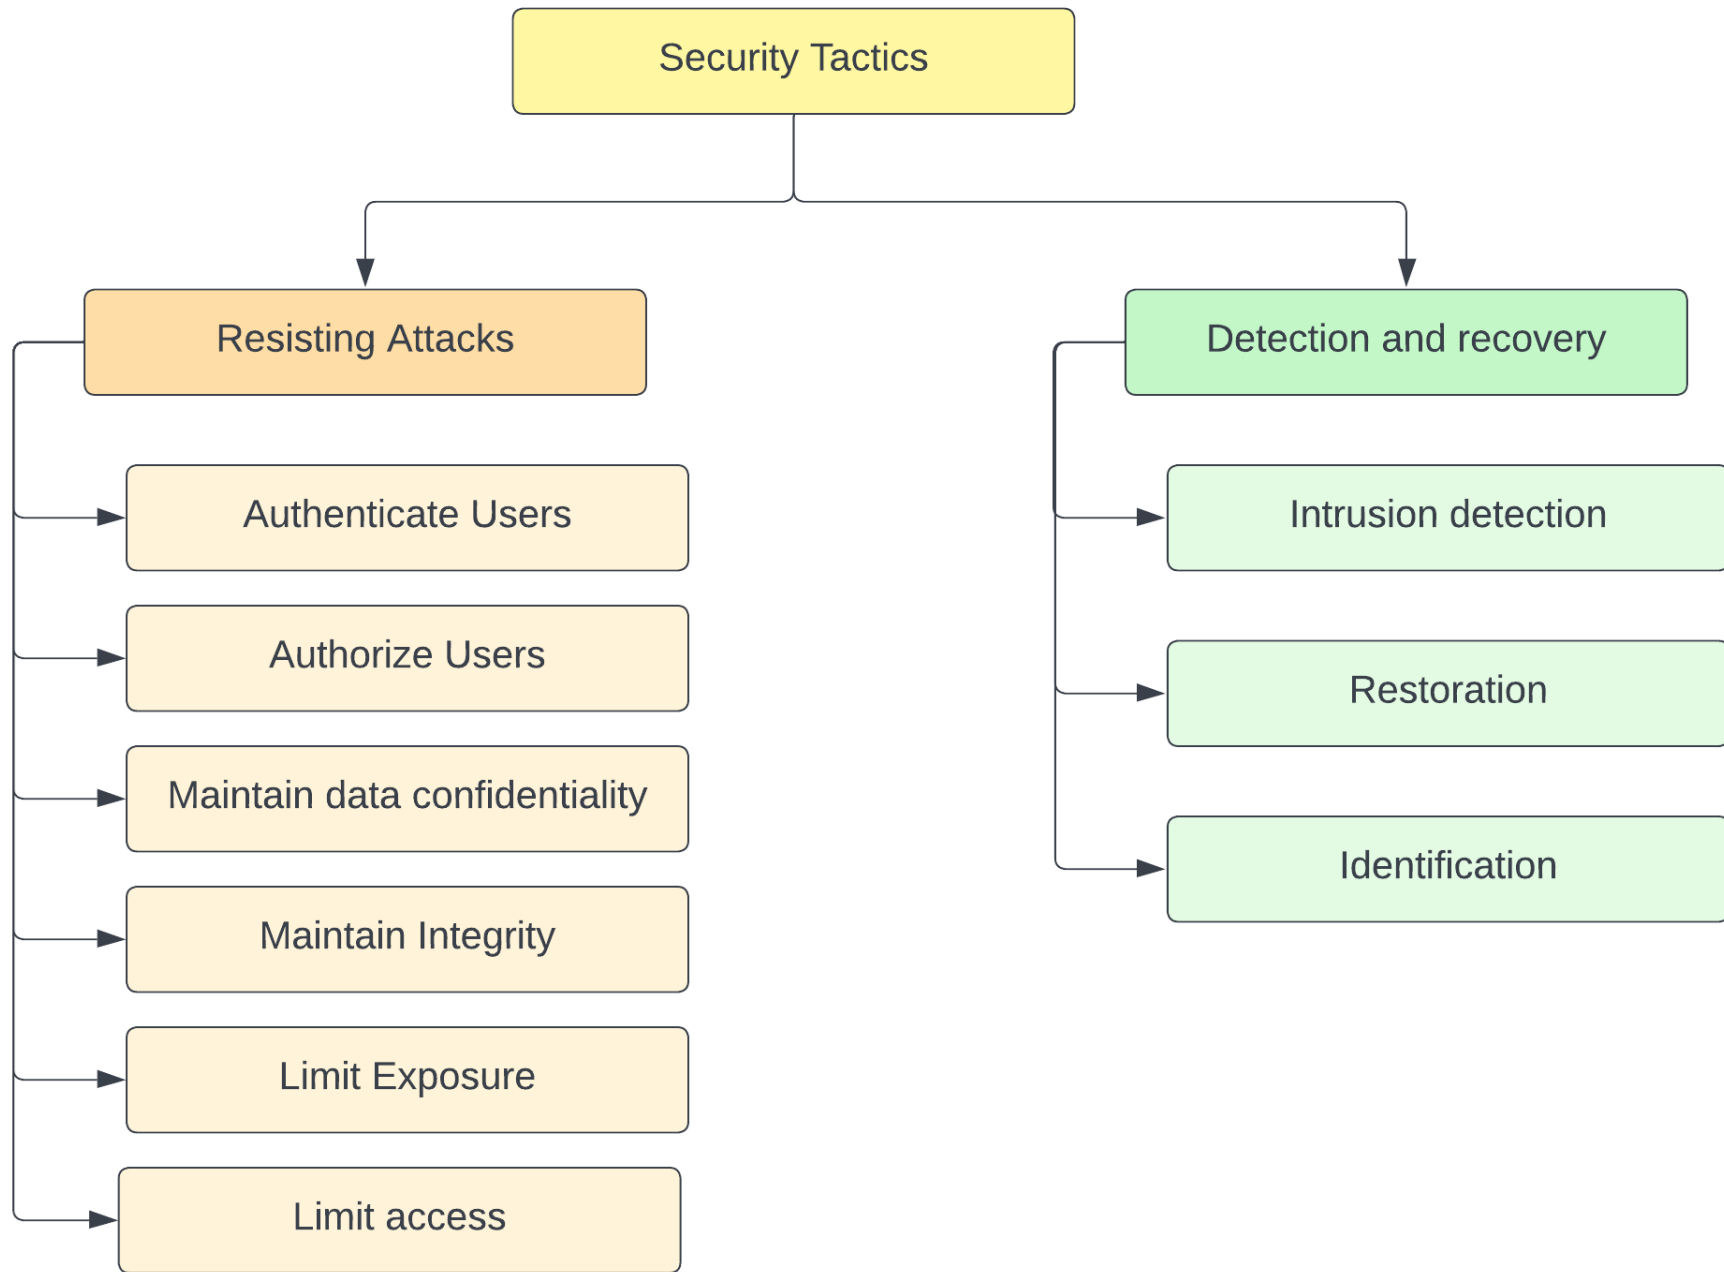 Security Tactics
Resisting Attacks
Authenticate Users
Authorize Users
Maintain data confidentiality
Maintain Integrity
Limit Exposure
Limit access
Detection and recovery
Intrusion detection
Restoration
Identification